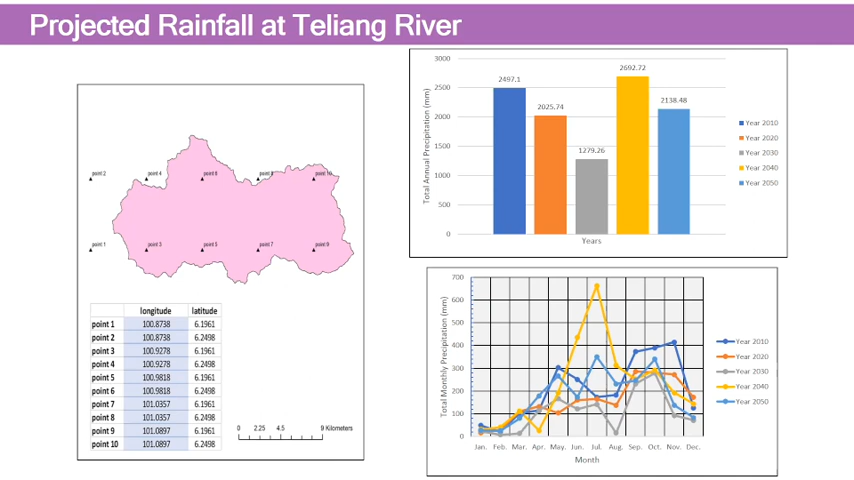 Projected Rainfall at Teliang River
point 2
point 4
point 6
point 8
point 10
point 1
point 3
point 5
point 7
point 9
longitude latitude
point 1 100.8738 6.1961
point 2 100.8738 6.2498
point 3 100.9278 6.1961
point 4 100.9278 6.2498
point 5 100.9818 6.1961
point 6 100.9818 6.2498
point 7 101.0357 6.1961
point 8 101.0357 6.2498
point 9 101.0897 6.1961
point 10 101.0897 6.2498
0 2.25 4.5 9 Kilometers
Total Annual Precipitation (mm)
3000
2500
2000
1500
1000
500
0
2497.1
2025.74
1279.26
2692.72
2138.48
Years
Year 2010
Year 2020
Year 2030
Year 2040
Year 2050
Total Monthly Precipitation (mm)
700
600
500
400
300
200
100
0
Jan. Feb. Mar. Apr. May. Jun. Jul. Aug. Sep. Oct. Nov. Dec.
Month
Year 2010
Year 2020
Year 2030
Year 2040
Year 2050